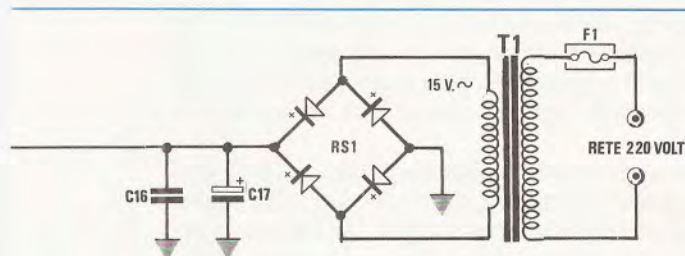 T1
F1
15 V.~
RS1
RETE 220 VOLT
C16
+
C17